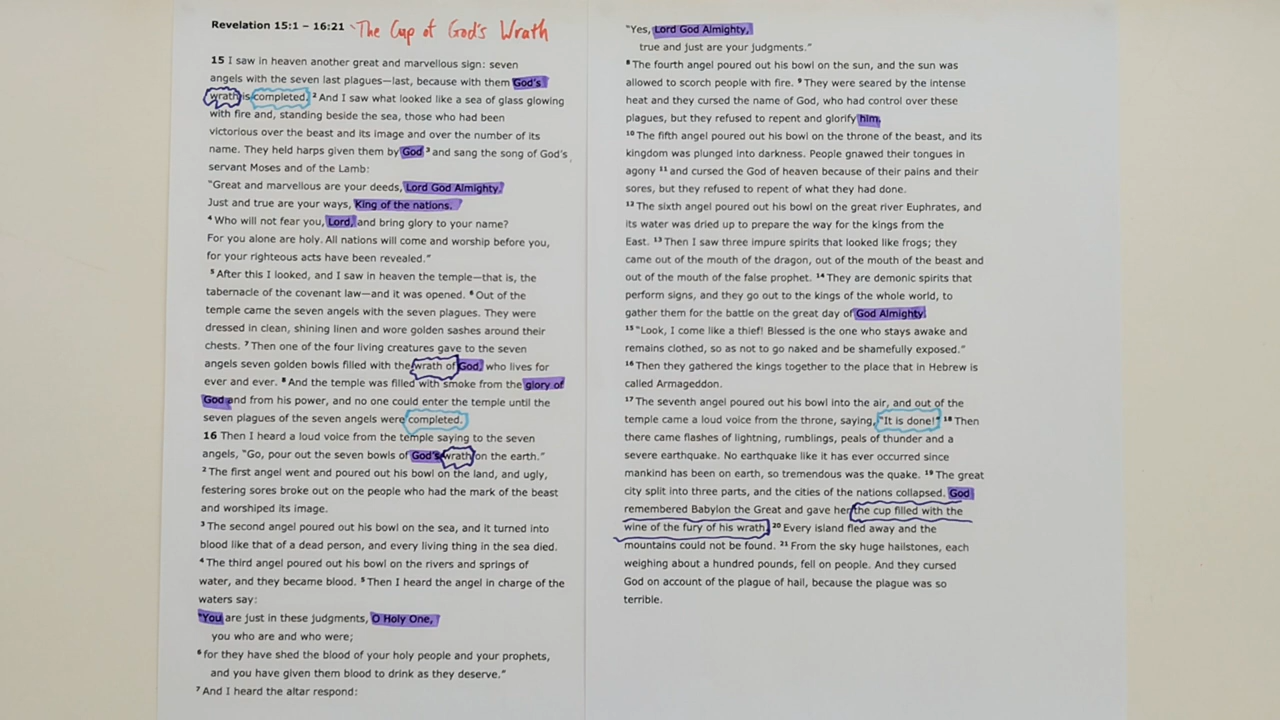 Revelation 15:1 – 16:21 The Cup of God's Wrath
15 I saw in heaven another great and marvellous sign: seven
angels with the seven last plagues—last, because with them God's
wrath is completed. 2 And I saw what looked like a sea of glass glowing
with fire and, standing beside the sea, those who had been
victorious over the beast and its image and over the number of its
name. They held harps given them by God 3 and sang the song of God's
servant Moses and of the Lamb:
"Great and marvellous are your deeds, Lord God Almighty.
Just and true are your ways, King of the nations.
4 Who will not fear you, Lord, and bring glory to your name?
For you alone are holy. All nations will come and worship before you,
for your righteous acts have been revealed."
5 After this I looked, and I saw in heaven the temple—that is, the
tabernacle of the covenant law—and it was opened. 6 Out of the
temple came the seven angels with the seven plagues. They were
dressed in clean, shining linen and wore golden sashes around their
chests. 7 Then one of the four living creatures gave to the seven
angels seven golden bowls filled with the wrath of God, who lives for
ever and ever. 8 And the temple was filled with smoke from the glory of
God and from his power, and no one could enter the temple until the
seven plagues of the seven angels were completed.
16 Then I heard a loud voice from the temple saying to the seven
angels, "Go, pour out the seven bowls of God's wrath on the earth."
2 The first angel went and poured out his bowl on the land, and ugly,
festering sores broke out on the people who had the mark of the beast
and worshiped its image.
3 The second angel poured out his bowl on the sea, and it turned into
blood like that of a dead person, and every living thing in the sea died.
4 The third angel poured out his bowl on the rivers and springs of
water, and they became blood. 5 Then I heard the angel in charge of the
waters say:
"You are just in these judgments, O Holy One,
you who are and who were;
6 for they have shed the blood of your holy people and your prophets,
and you have given them blood to drink as they deserve."
7 And I heard the altar respond:
"Yes, Lord God Almighty,
true and just are your judgments."
8 The fourth angel poured out his bowl on the sun, and the sun was
allowed to scorch people with fire. 9 They were seared by the intense
heat and they cursed the name of God, who had control over these
plagues, but they refused to repent and glorify him.
10 The fifth angel poured out his bowl on the throne of the beast, and its
kingdom was plunged into darkness. People gnawed their tongues in
agony 11 and cursed the God of heaven because of their pains and their
sores, but they refused to repent of what they had done.
12 The sixth angel poured out his bowl on the great river Euphrates, and
its water was dried up to prepare the way for the kings from the
East. 13 Then I saw three impure spirits that looked like frogs; they
came out of the mouth of the dragon, out of the mouth of the beast and
out of the mouth of the false prophet. 14 They are demonic spirits that
perform signs, and they go out to the kings of the whole world, to
gather them for the battle on the great day of God Almighty.
15 "Look, I come like a thief! Blessed is the one who stays awake and
remains clothed, so as not to go naked and be shamefully exposed."
16 Then they gathered the kings together to the place that in Hebrew is
called Armageddon.
17 The seventh angel poured out his bowl into the air, and out of the
temple came a loud voice from the throne, saying, "It is done!" 18 Then
there came flashes of lightning, rumblings, peals of thunder and a
severe earthquake. No earthquake like it has ever occurred since
mankind has been on earth, so tremendous was the quake. 19 The great
city split into three parts, and the cities of the nations collapsed. God
remembered Babylon the Great and gave her the cup filled with the
wine of the fury of his wrath. 20 Every island fled away and the
mountains could not be found. 21 From the sky huge hailstones, each
weighing about a hundred pounds, fell on people. And they cursed
God on account of the plague of hail, because the plague was so
terrible.